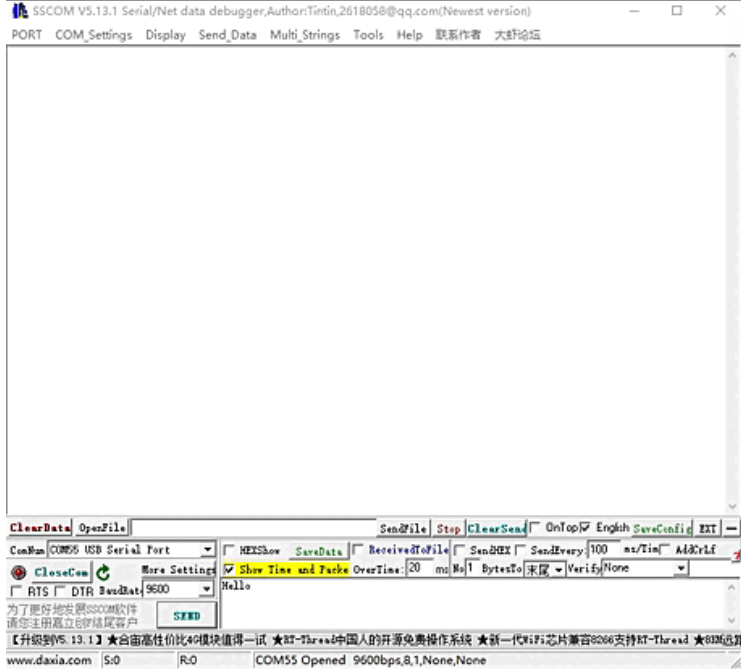 SSCOM V5.13.1 Serial/Net data debugger,Author:Tintin,2618058@qq.com(Newest version)
PORT COM_Settings Display Send_Data Multi_Strings Tools Help 联系作者 大虾论坛
ClearData OpenFile SendFile Stop ClearSend OnTop English SaveConfig EXT —
ComNum COM55 USB Serial Port HEXShow SaveData ReceivedToFile SendHEX SendEvery: 100 ms/Tim AddCrLf
CloseCom More Settings Show Time and Packe OverTime: 20 ms No 1 BytesTo 末尾 Verify None
RTS DTR BaudRat 9600 Hello
为了更好地发展SSCOM软件
请您注册嘉立创结尾客户 SEND
【升级到V5.13.1】★合宙高性价比4G模块值得一试 ★RT-Thread中国人的开源免费操作系统 ★新一代WiFi芯片兼容8266支持RT-Thread
www.daxia.com S:0 R:0 COM55 Opened 9600bps,8,1,None,None